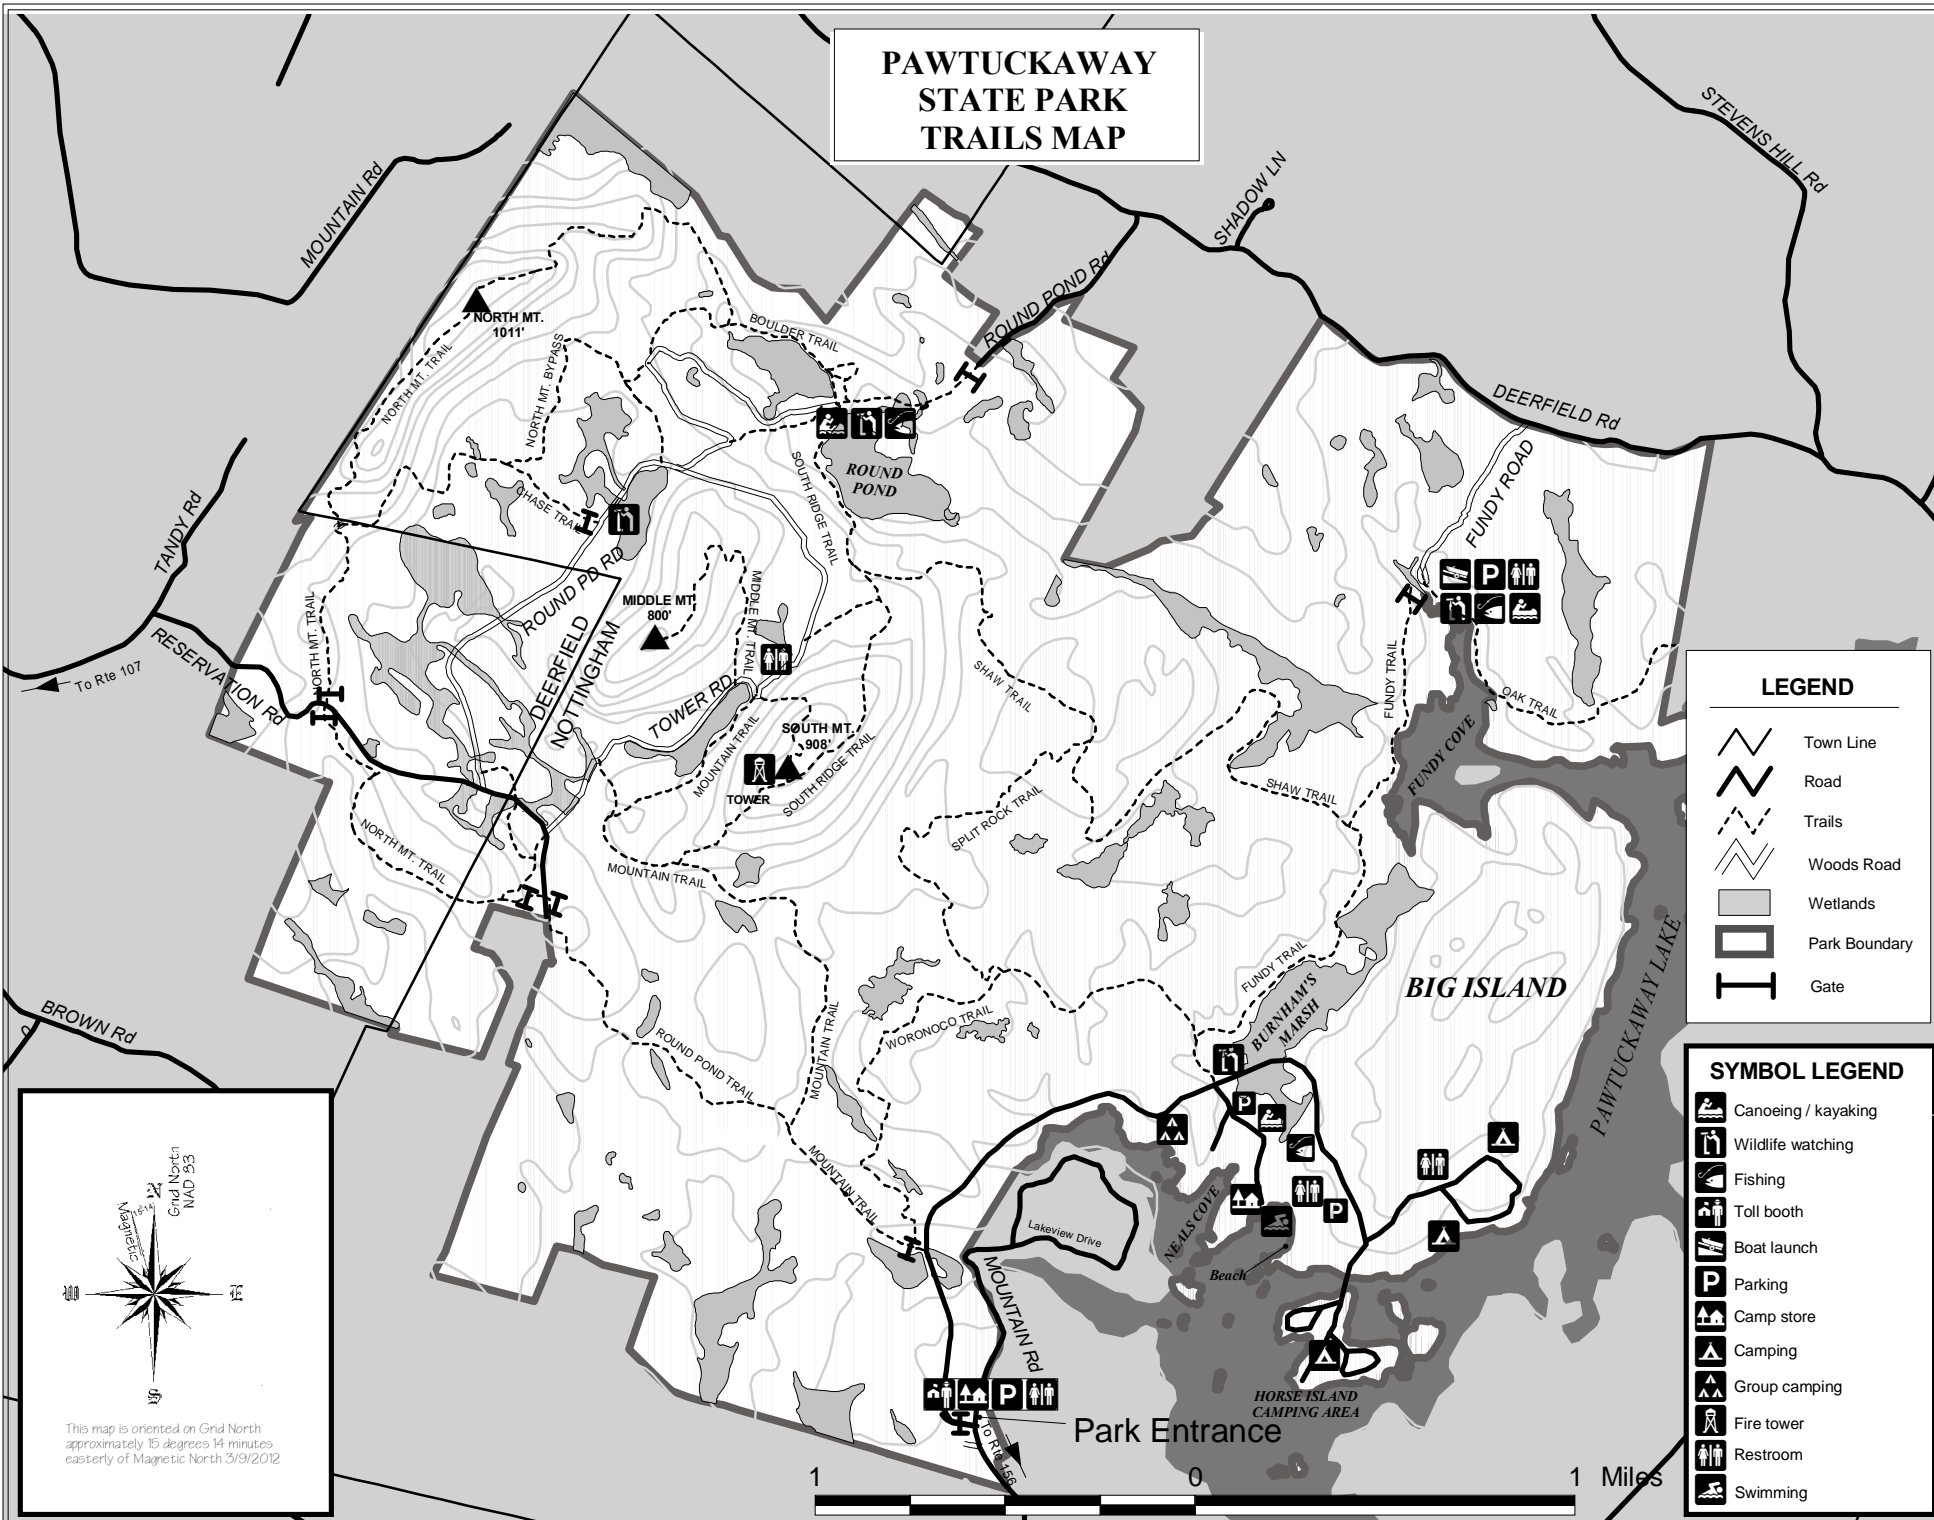 PAWTUCKAWAY
STATE PARK
TRAILS MAP
STEVENS HILL Rd
SHADOW LN
MOUNTAIN Rd
ROUND POND Rd
NORTH MT.
1011'
BOULDER TRAIL
NORTH MT. TRAIL
NORTH MT. BYPASS
DEERFIELD Rd
ROUND
POND
SOUTH RIDGE TRAIL
CHASE TRAIL
FUNDY ROAD
P
TANDY Rd
ROUND PD RD
MIDDLE MT.
800'
MIDDLE MT. TRAIL
NORTH MT. TRAIL
RESERVATION Rd
To Rte 107
DEERFIELD
NOTTINGHAM
SHAW TRAIL
FUNDY TRAIL
OAK TRAIL
TOWER RD
MOUNTAIN TRAIL
SOUTH MT.
908'
TOWER
SOUTH RIDGE TRAIL
FUNDY COVE
SHAW TRAIL
SPLIT ROCK TRAIL
NORTH MT. TRAIL
MOUNTAIN TRAIL
FUNDY TRAIL
BURNHAM'S
MARSH
BIG ISLAND
PAWTUCKAWAY LAKE
BROWN Rd
WORONOCO TRAIL
MOUNTAIN TRAIL
ROUND POND TRAIL
MOUNTAIN TRAIL
P
P
NEALS COVE
Lakeview Drive
Beach
MOUNTAIN Rd
HORSE ISLAND
CAMPING AREA
P
Park Entrance
To Rte 156
1 0 1 Miles
LEGEND
Town Line
Road
Trails
Woods Road
Wetlands
Park Boundary
Gate
SYMBOL LEGEND
Canoeing / kayaking
Wildlife watching
Fishing
Toll booth
Boat launch
P Parking
Camp store
Camping
Group camping
Fire tower
Restroom
Swimming
Grid North
NAD 83
Magnetic
15-14
N
W
E
S
This map is oriented on Grid North
approximately 15 degrees 14 minutes
easterly of Magnetic North 3/9/2012